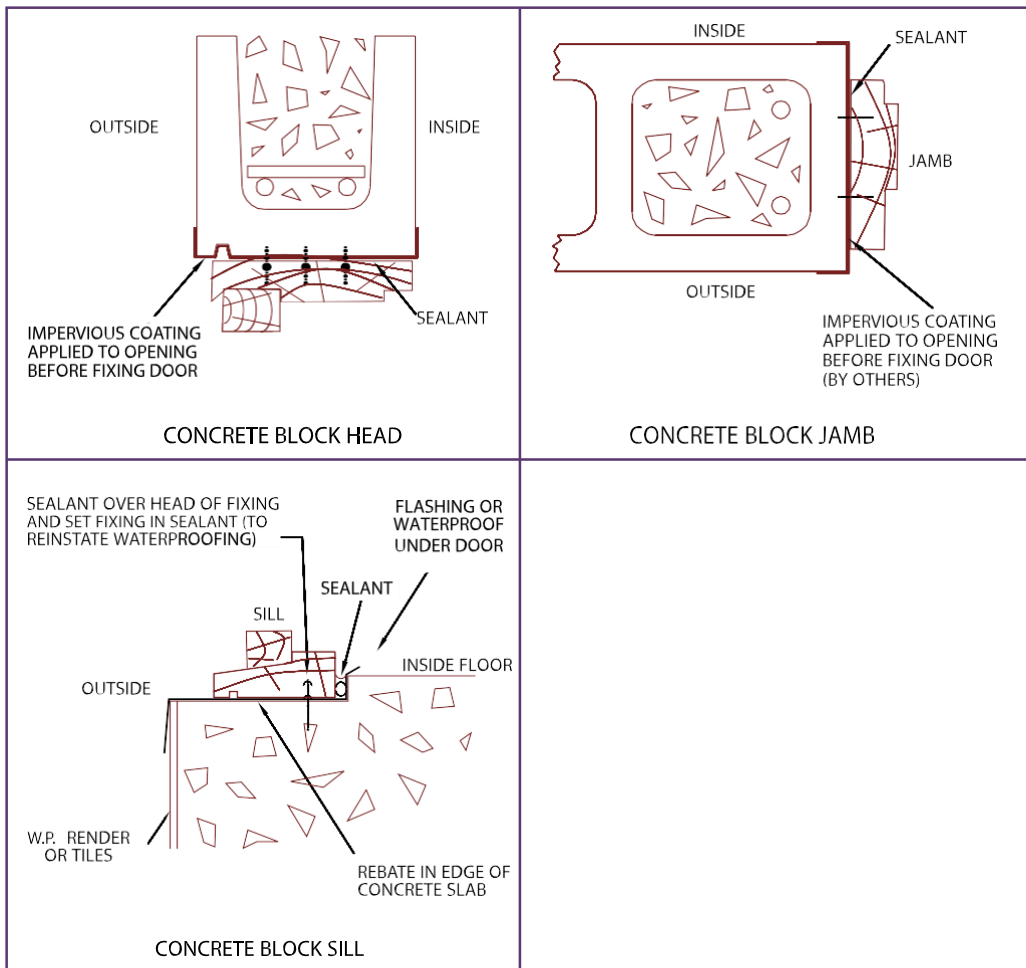 OUTSIDE
INSIDE
IMPERVIOUS COATING
APPLIED TO OPENING
BEFORE FIXING DOOR
SEALANT
CONCRETE BLOCK HEAD
INSIDE
SEALANT
JAMB
OUTSIDE
IMPERVIOUS COATING
APPLIED TO OPENING
BEFORE FIXING DOOR
(BY OTHERS)
CONCRETE BLOCK JAMB
SEALANT OVER HEAD OF FIXING
AND SET FIXING IN SEALANT (TO
REINSTATE WATERPROOFING)
FLASHING OR
WATERPROOF
UNDER DOOR
SEALANT
SILL
INSIDE FLOOR
OUTSIDE
W.P. RENDER
OR TILES
REBATE IN EDGE OF
CONCRETE SLAB
CONCRETE BLOCK SILL